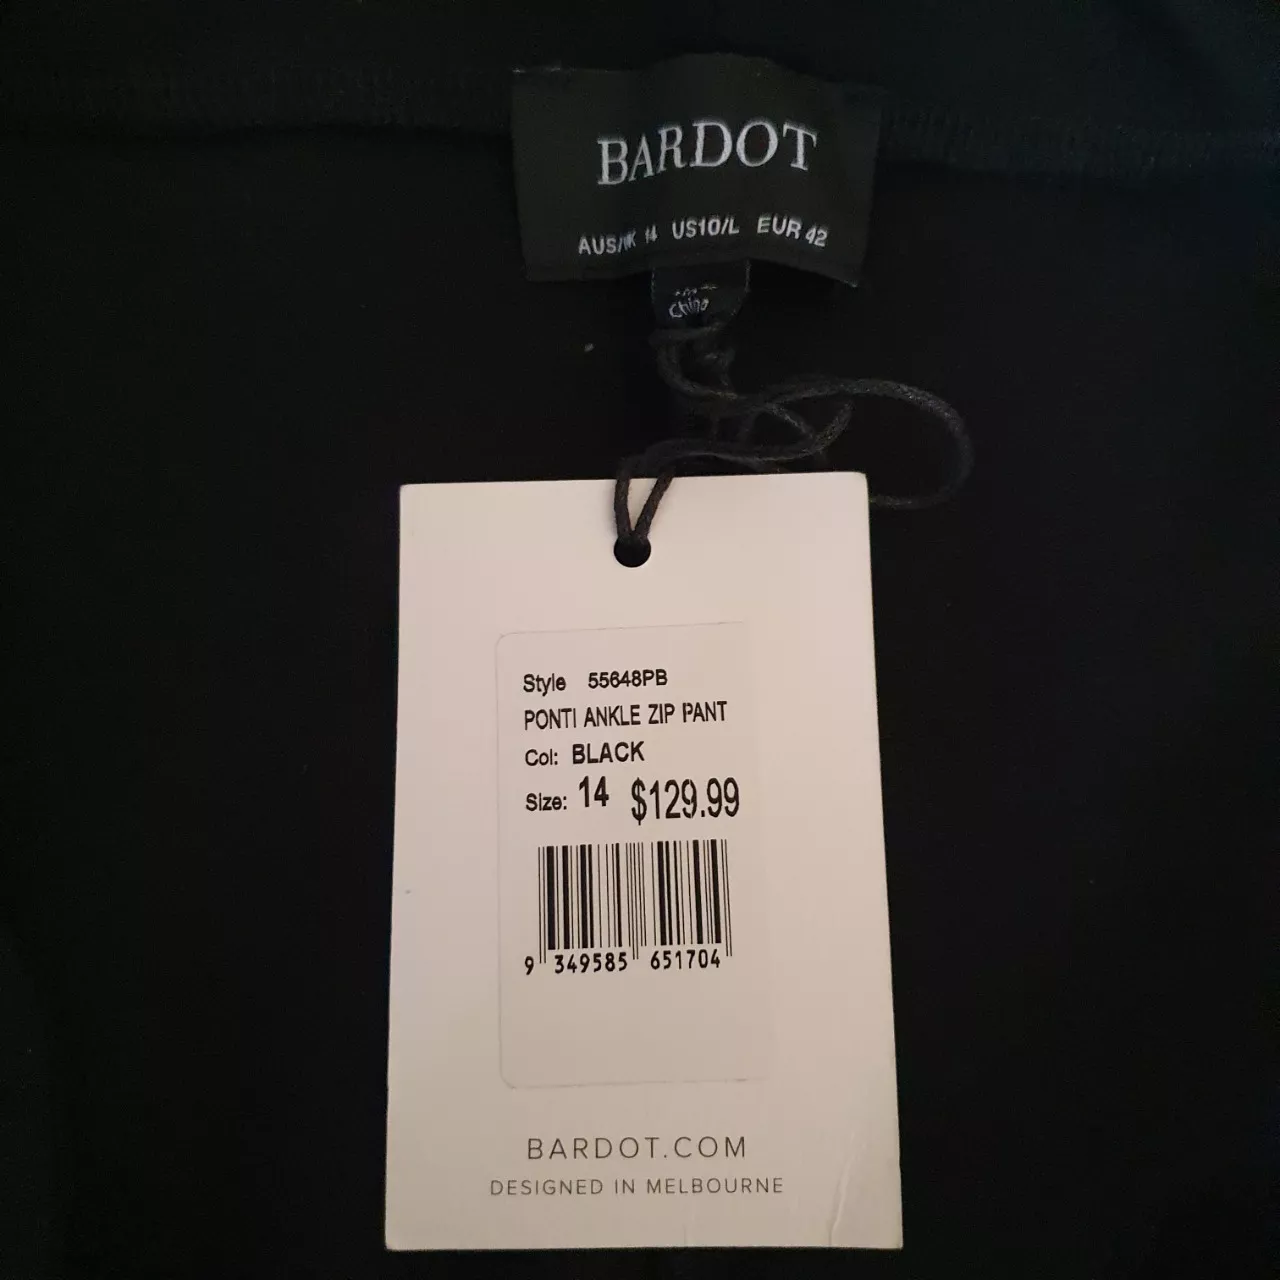 BARDOT
AUS/UK 14 US10/L EUR 42
China
Style 55648PB
PONTI ANKLE ZIP PANT
Col: BLACK
Size: 14 $129.99
9 349585 651704
BARDOT.COM
DESIGNED IN MELBOURNE